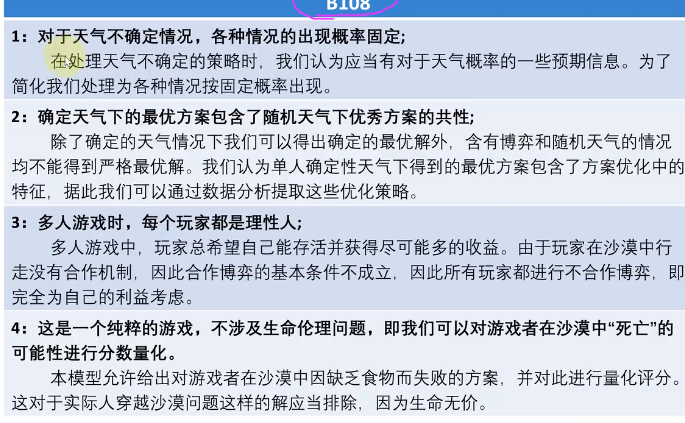 B108
1：对于天气不确定情况，各种情况的出现概率固定;
在处理天气不确定的策略时，我们认为应当有对于天气概率的一些预期信息。为了
简化我们处理为各种情况按固定概率出现。
2：确定天气下的最优方案包含了随机天气下优秀方案的共性;
除了确定的天气情况下我们可以得出确定的最优解外，含有博弈和随机天气的情况
均不能得到严格最优解。我们认为单人确定性天气下得到的最优方案包含了方案优化中的
特征，据此我们可以通过数据分析提取这些优化策略。
3：多人游戏时，每个玩家都是理性人;
多人游戏中，玩家总希望自己能存活并获得尽可能多的收益。由于玩家在沙漠中行
走没有合作机制，因此合作博弈的基本条件不成立，因此所有玩家都进行不合作博弈，即
完全为自己的利益考虑。
4：这是一个纯粹的游戏，不涉及生命伦理问题，即我们可以对游戏者在沙漠中“死亡”的
可能性进行分数量化。
本模型允许给出对游戏者在沙漠中因缺乏食物而失败的方案，并对此进行量化评分。
这对于实际人穿越沙漠问题这样的解应当排除，因为生命无价。